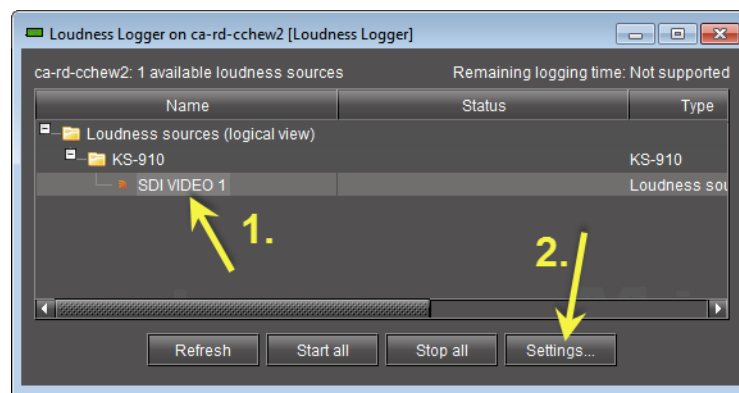 Loudness Logger on ca-rd-cchew2 [Loudness Logger]
ca-rd-cchew2: 1 available loudness sources Remaining logging time: Not supported
Name Status Type
Loudness sources (logical view)
KS-910 KS-910
SDI VIDEO 1 Loudness sou
1.
2.
Refresh Start all Stop all Settings...